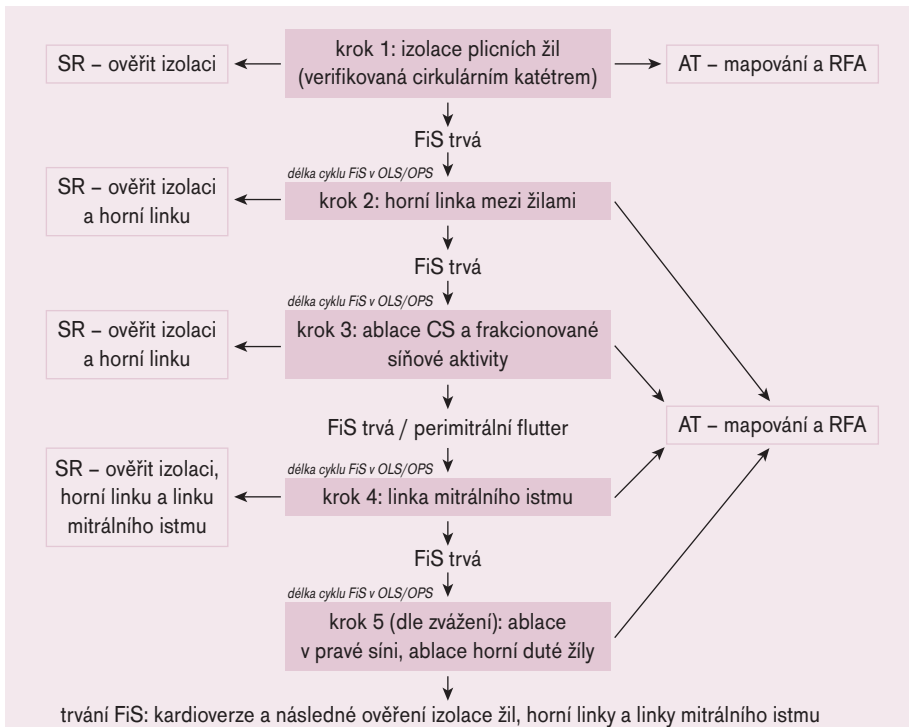 krok 1: izolace plicních žil
(verifikovaná cirkulárním katétrem)
SR – ověřit izolaci
AT – mapování a RFA
FiS trvá
délka cyklu FiS v OLS/OPS
krok 2: horní linka mezi žilami
SR – ověřit izolaci
a horní linku
FiS trvá
délka cyklu FiS v OLS/OPS
krok 3: ablace CS a frakcionované
síňové aktivity
SR – ověřit izolaci
a horní linku
FiS trvá / perimitrální flutter
AT – mapování a RFA
délka cyklu FiS v OLS/OPS
krok 4: linka mitrálního istmu
SR – ověřit izolaci,
horní linku a linku
mitrálního istmu
FiS trvá
délka cyklu FiS v OLS/OPS
krok 5 (dle zvážení): ablace
v pravé síni, ablace horní duté žíly
trvání FiS: kardioverze a následné ověření izolace žil, horní linky a linky mitrálního istmu